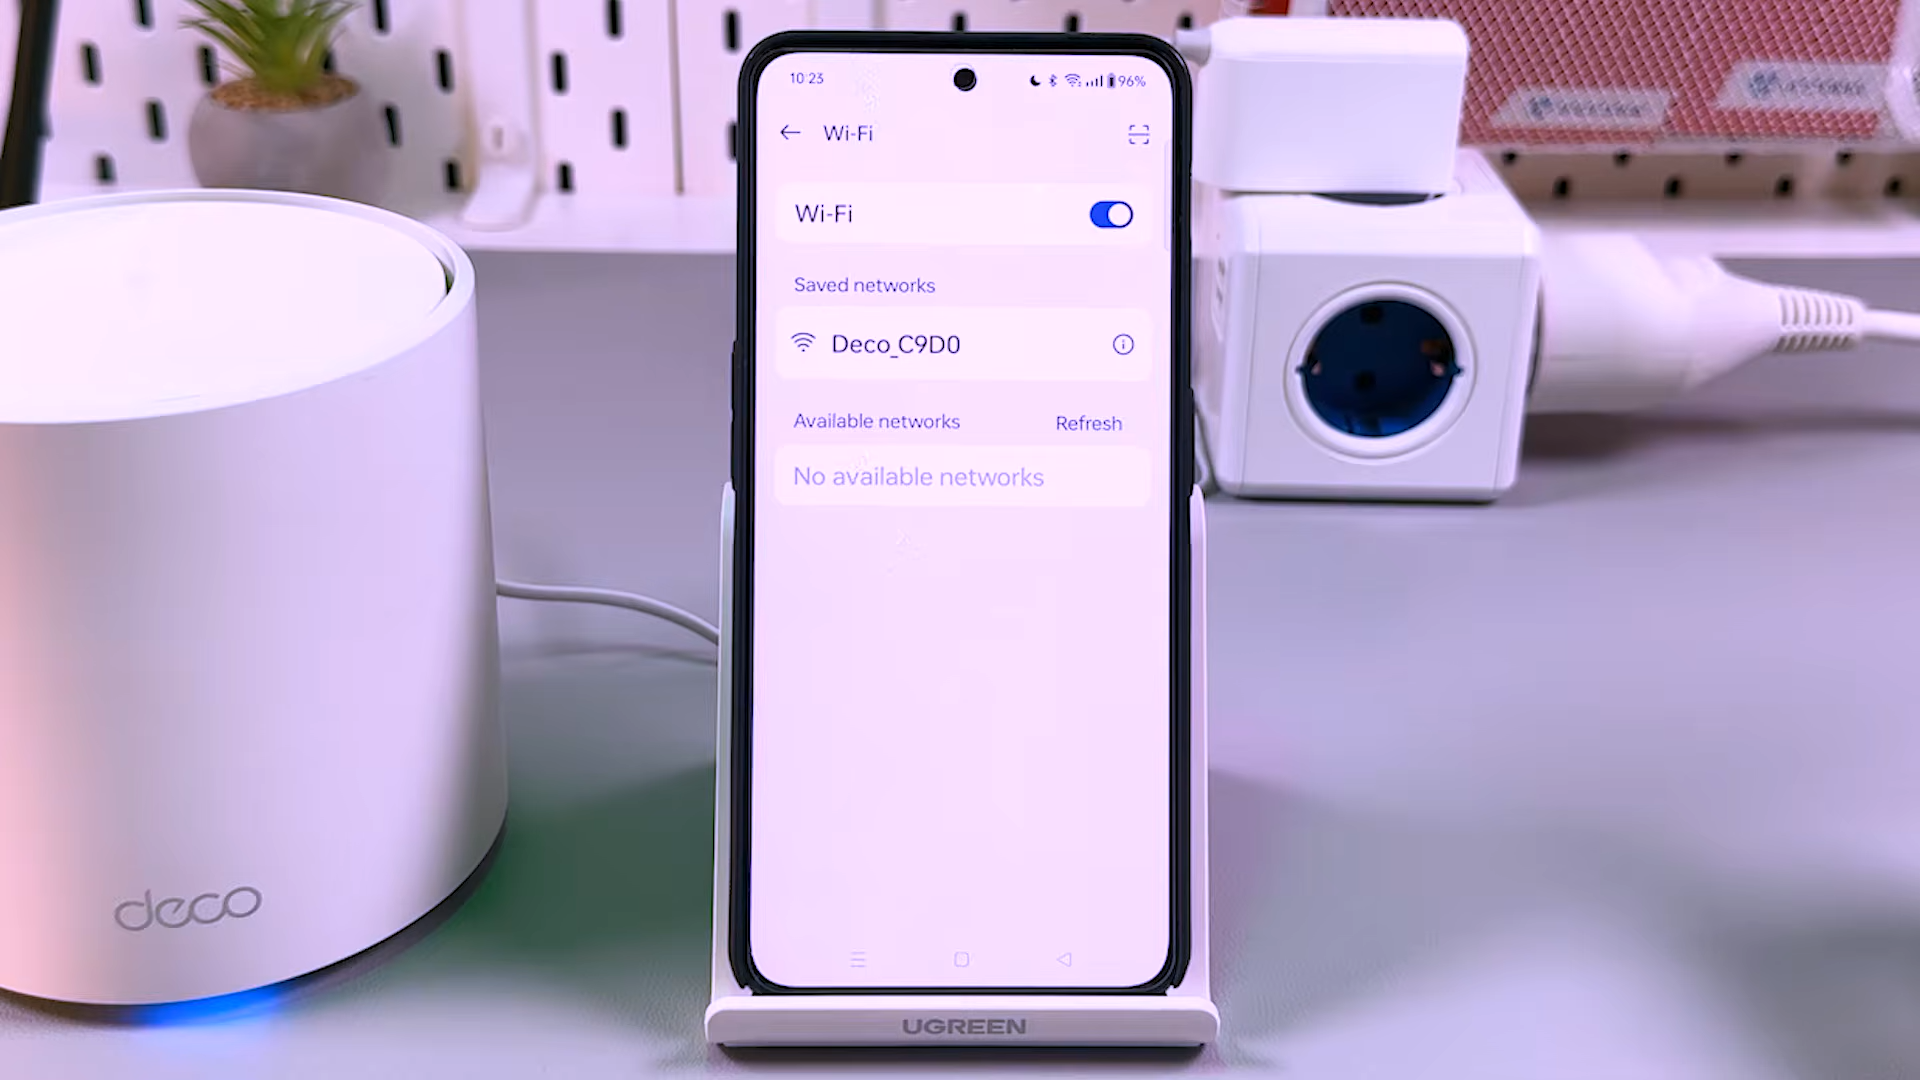 10:23
96%
Wi-Fi
Wi-Fi
Saved networks
Deco_C9D0
Available networks
Refresh
No available networks
deco
UGREEN